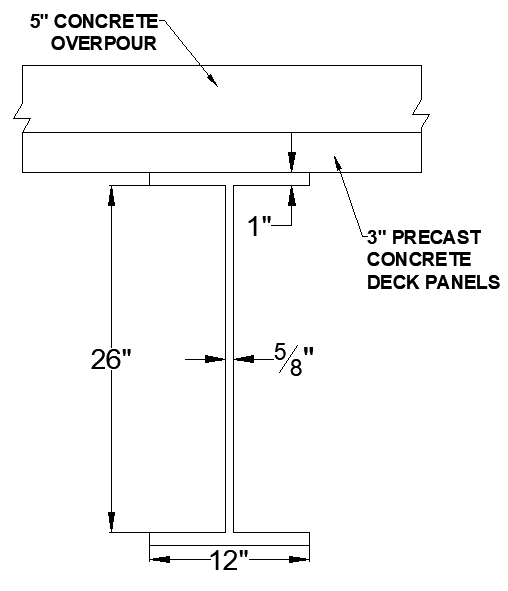 5" CONCRETE
OVERPOUR
1"
3" PRECAST
CONCRETE
DECK PANELS
26"
5/8"
12"